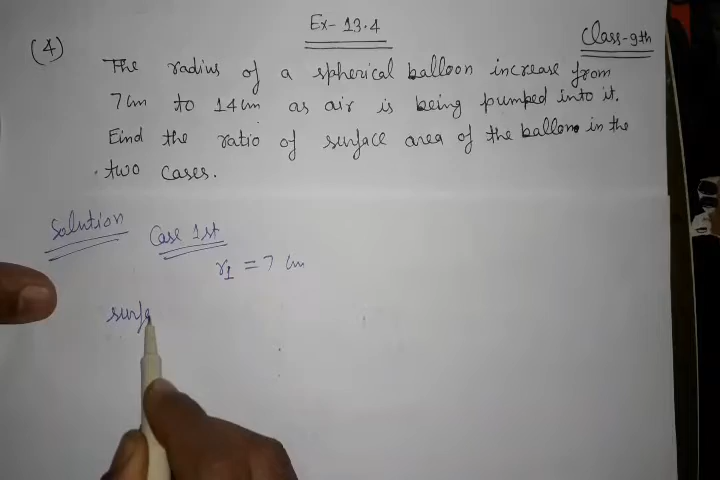 Ex-13.4
Class-9th
(4) The radius of a spherical balloon increase from
7cm to 14cm as air is being pumped into it.
Find the ratio of surface area of the balloon in the
two cases.
Solution Case 1st
r1 = 7 cm
surfa